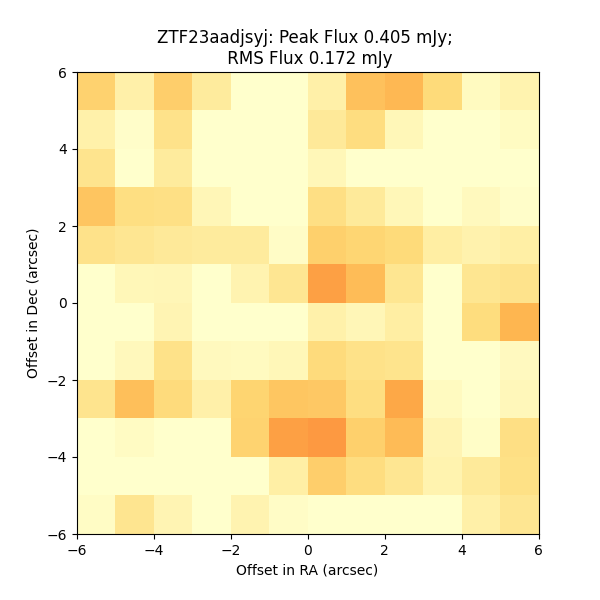 ZTF23aadjsyj: Peak Flux 0.405 mJy;
RMS Flux 0.172 mJy
6
4
2
0
−2
−4
−6
Offset in Dec (arcsec)
−6 −4 −2 0 2 4 6
Offset in RA (arcsec)